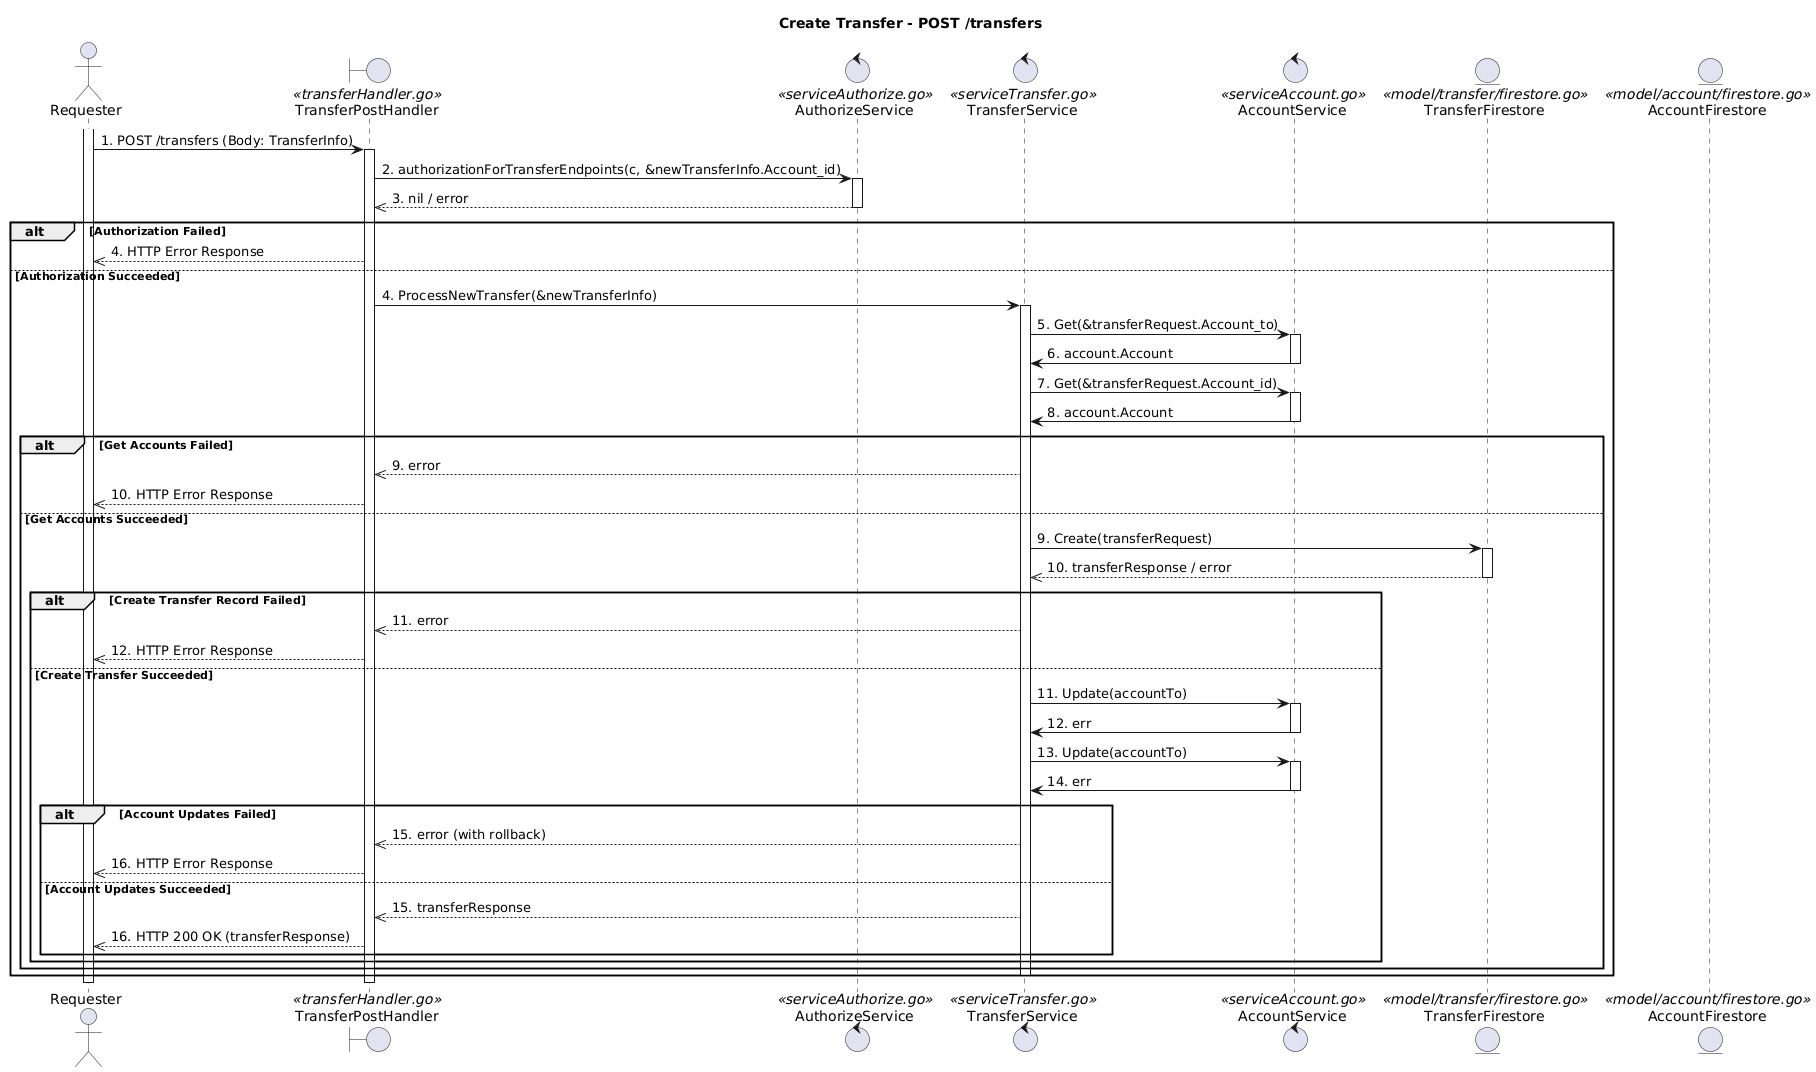 Create Transfer - POST /transfers
Requester
«transferHandler.go»
TransferPostHandler
«serviceAuthorize.go»
AuthorizeService
«serviceTransfer.go»
TransferService
«serviceAccount.go»
AccountService
«model/transfer/firestore.go»
TransferFirestore
«model/account/firestore.go»
AccountFirestore
1. POST /transfers (Body: TransferInfo)
2. authorizationForTransferEndpoints(c, &newTransferInfo.Account_id)
3. nil / error
alt [Authorization Failed]
4. HTTP Error Response
[Authorization Succeeded]
4. ProcessNewTransfer(&newTransferInfo)
5. Get(&transferRequest.Account_to)
6. account.Account
7. Get(&transferRequest.Account_id)
8. account.Account
alt [Get Accounts Failed]
9. error
10. HTTP Error Response
[Get Accounts Succeeded]
9. Create(transferRequest)
10. transferResponse / error
alt [Create Transfer Record Failed]
11. error
12. HTTP Error Response
[Create Transfer Succeeded]
11. Update(accountTo)
12. err
13. Update(accountTo)
14. err
alt [Account Updates Failed]
15. error (with rollback)
16. HTTP Error Response
[Account Updates Succeeded]
15. transferResponse
16. HTTP 200 OK (transferResponse)
Requester
«transferHandler.go»
TransferPostHandler
«serviceAuthorize.go»
AuthorizeService
«serviceTransfer.go»
TransferService
«serviceAccount.go»
AccountService
«model/transfer/firestore.go»
TransferFirestore
«model/account/firestore.go»
AccountFirestore